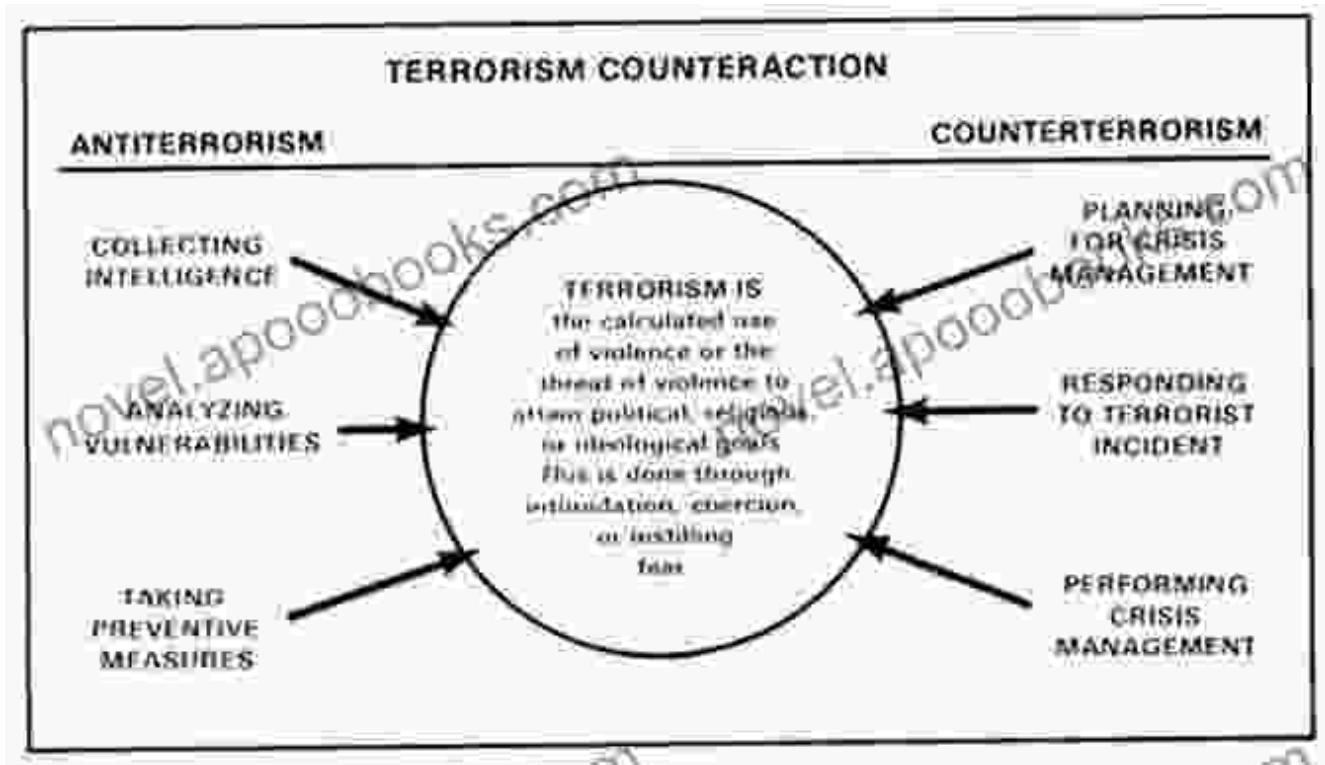 TERRORISM COUNTERACTION
ANTITERRORISM
COUNTERTERRORISM
COLLECTING
INTELLIGENCE
ANALYZING
VULNERABILITIES
TAKING
PREVENTIVE
MEASURES
TERRORISM IS
the calculated use
of violence or the
threat of violence to
attain political, religious,
or ideological goals
This is done through
intimidation, coercion,
or instilling
fear
PLANNING
FOR CRISIS
MANAGEMENT
RESPONDING
TO TERRORIST
INCIDENT
PERFORMING
CRISIS
MANAGEMENT
novel.apooobooks.com
novel.apooobooks.com